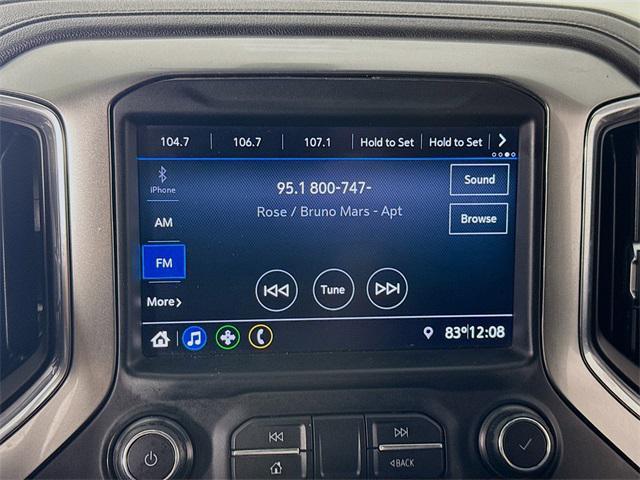 104.7 106.7 107.1 Hold to Set Hold to Set
iPhone
95.1 800-747-
Sound
Rose / Bruno Mars - Apt
AM
Browse
FM
Tune
More
83° 12:08
BACK